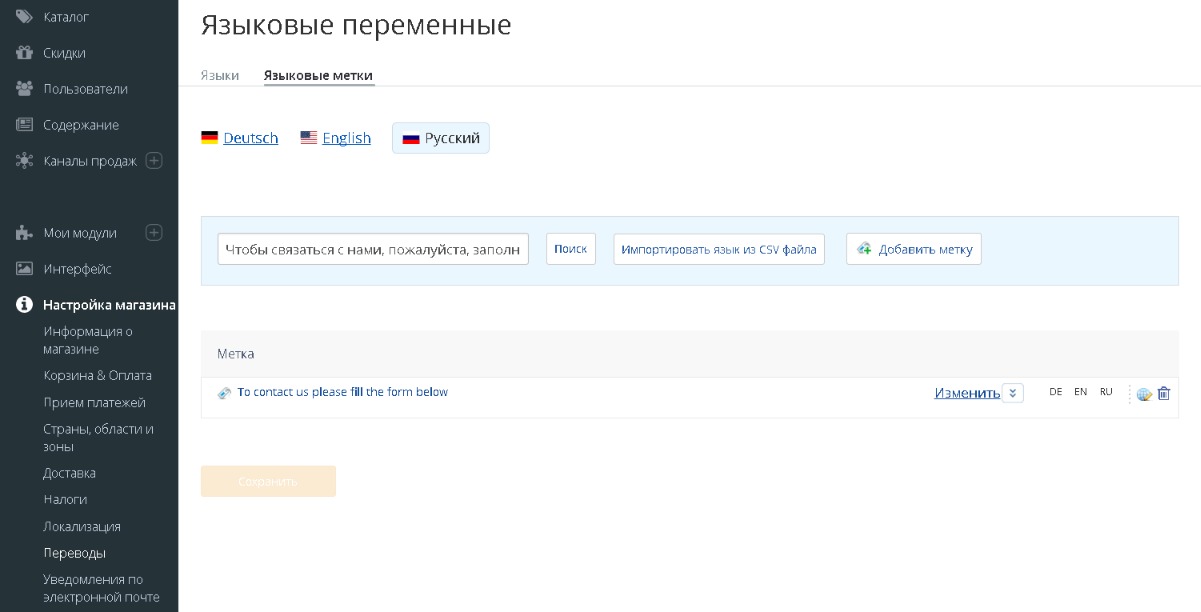 Каталог
Скидки
Пользователи
Содержание
Каналы продаж
Мои модули
Интерфейс
Настройка магазина
Информация о
магазине
Корзина & Оплата
Прием платежей
Страны, области и
зоны
Доставка
Налоги
Локализация
Переводы
Уведомления по
электронной почте
Языковые переменные
Языки Языковые метки
Deutsch English Русский
Чтобы связаться с нами, пожалуйста, заполн Поиск Импортировать язык из CSV файла Добавить метку
Метка
To contact us please fill the form below Изменить DE EN RU
Сохранить